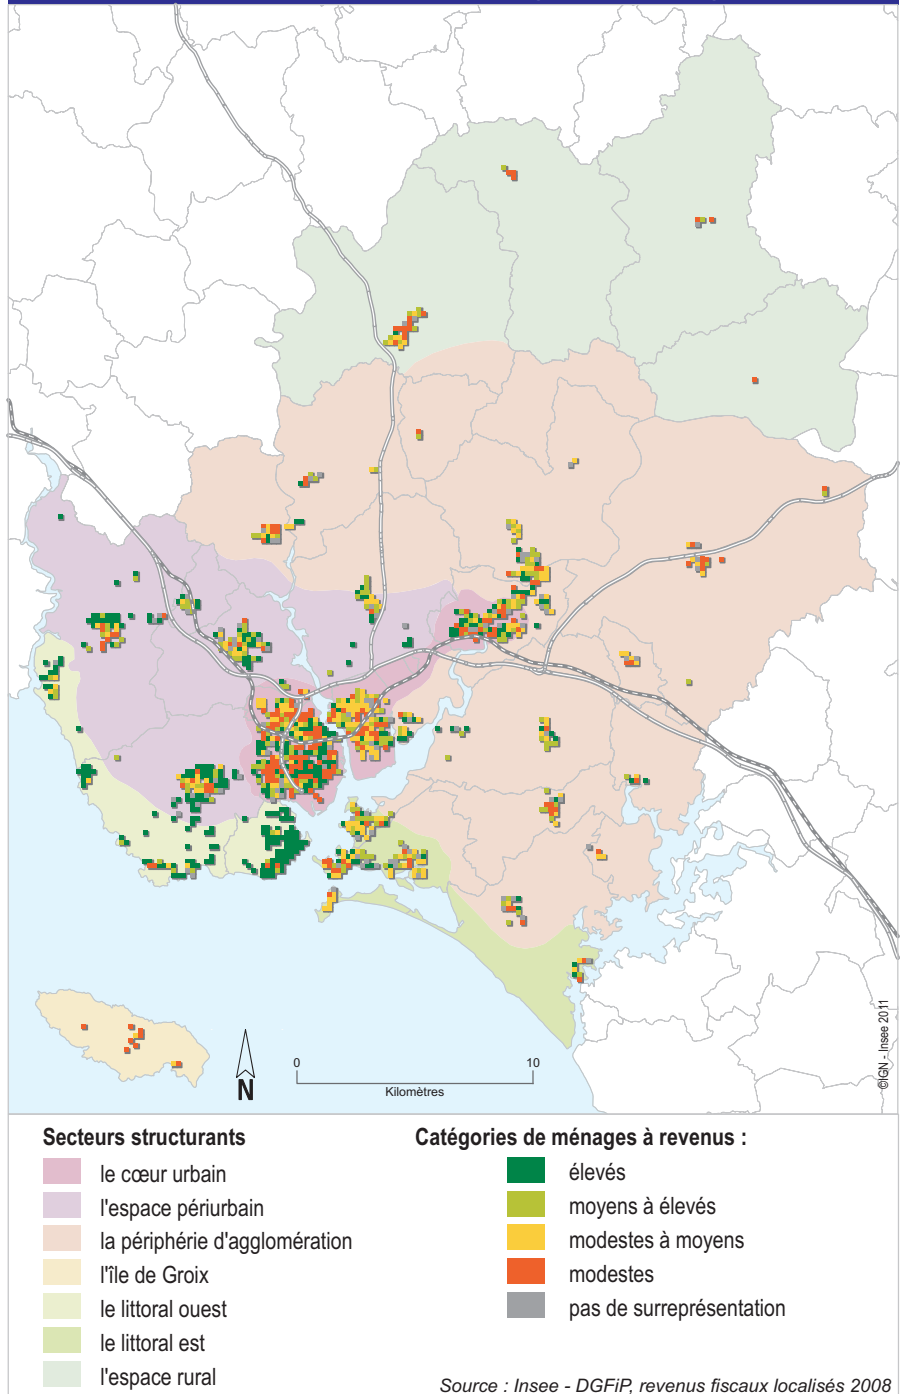 ©IGN - Insee 2011
0 10
Kilomètres
N
Secteurs structurants
le cœur urbain
l'espace périurbain
la périphérie d'agglomération
l'île de Groix
le littoral ouest
le littoral est
l'espace rural
Catégories de ménages à revenus :
élevés
moyens à élevés
modestes à moyens
modestes
pas de surreprésentation
Source : Insee - DGFiP, revenus fiscaux localisés 2008